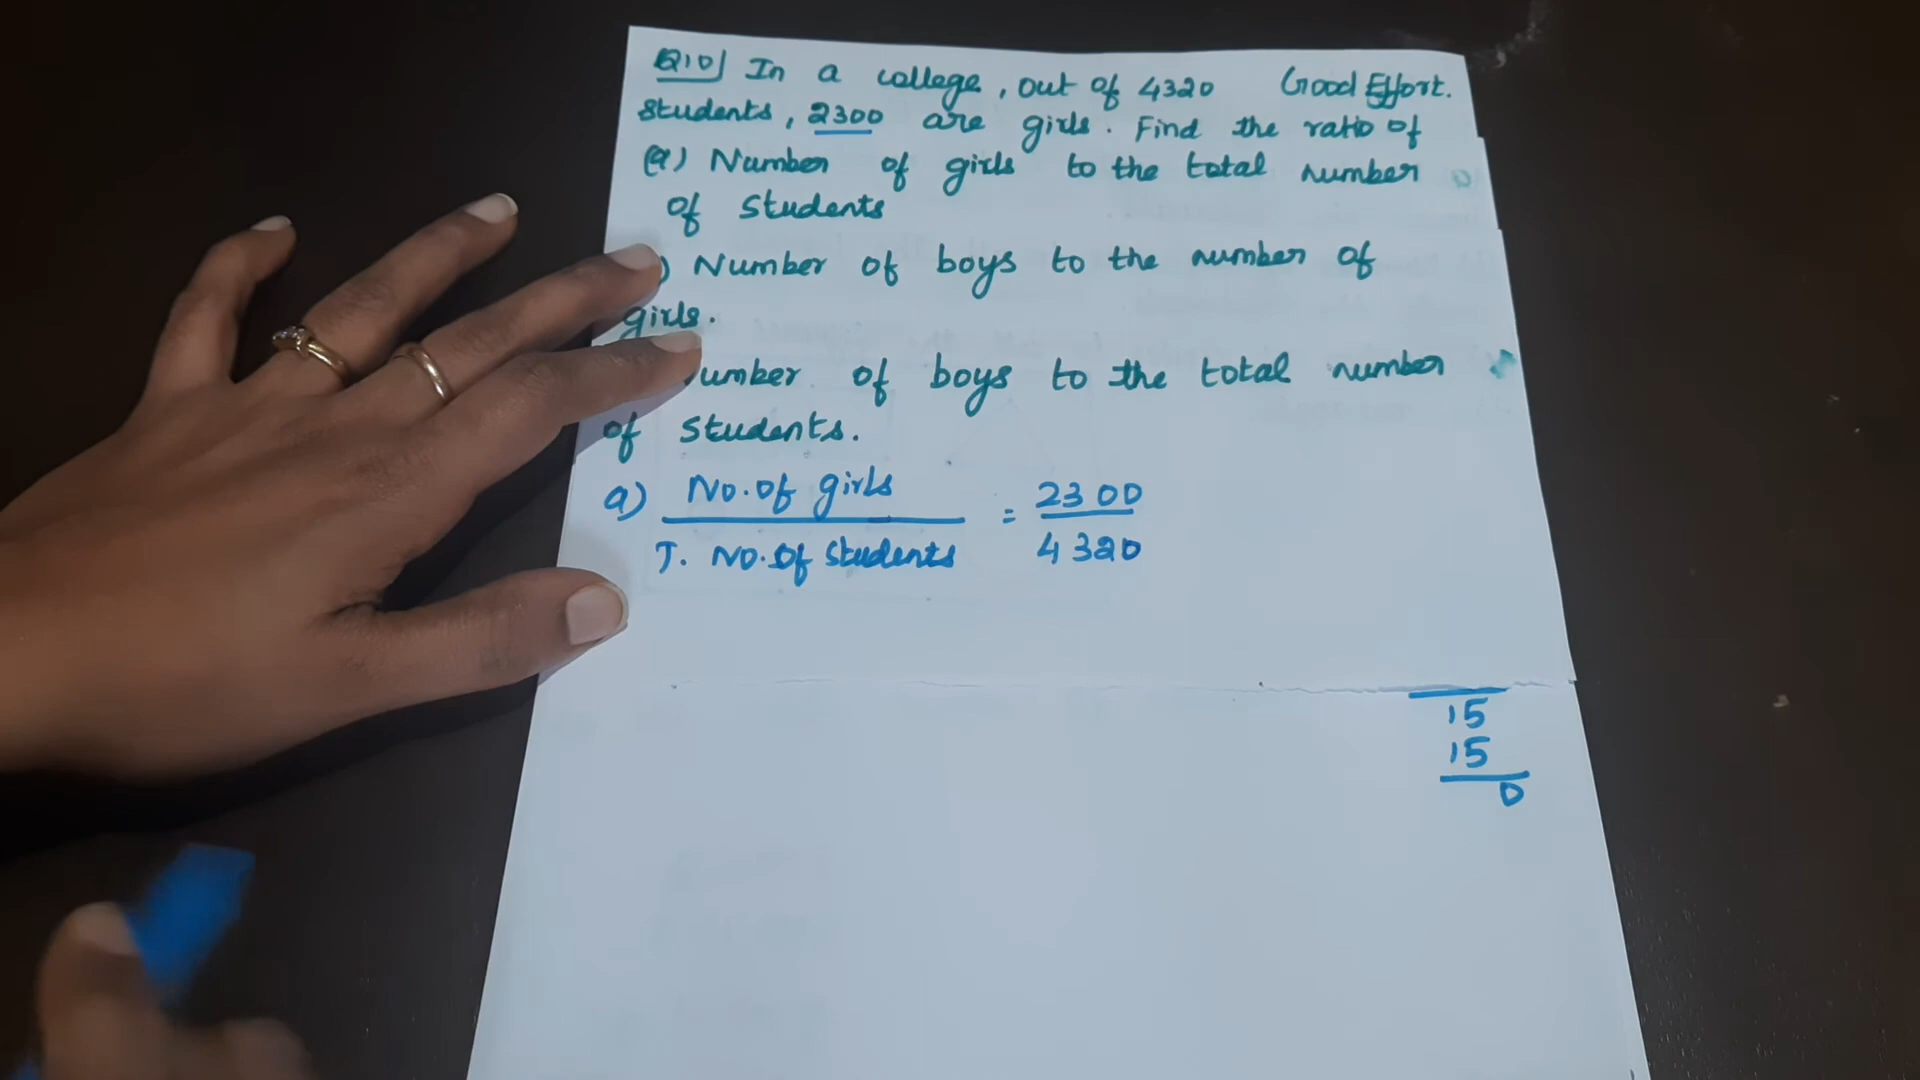 Q10) In a college, out of 4320 Good Effort.
students, 2300 are girls. Find the ratio of
(a) Number of girls to the total number
of students
) Number of boys to the number of
girls.
umber of boys to the total number
of students.
a) No. of girls = 2300
T. No. of students 4320
15
15
0